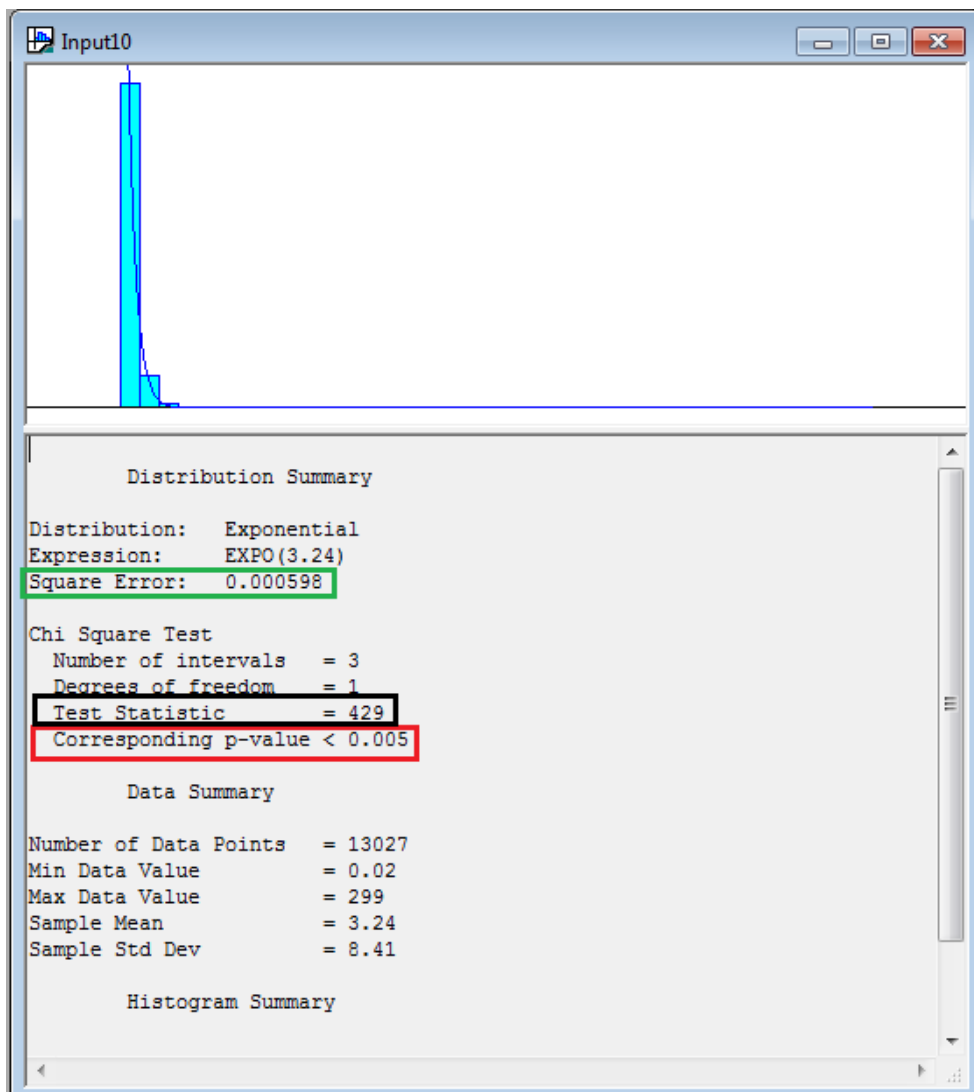 Input10
Distribution Summary
Distribution: Exponential
Expression: EXPO(3.24)
Square Error: 0.000598
Chi Square Test
Number of intervals = 3
Degrees of freedom = 1
Test Statistic = 429
Corresponding p-value < 0.005
Data Summary
Number of Data Points = 13027
Min Data Value = 0.02
Max Data Value = 299
Sample Mean = 3.24
Sample Std Dev = 8.41
Histogram Summary